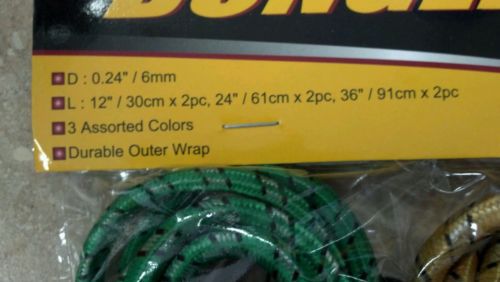 D : 0.24" / 6mm
L : 12" / 30cm x 2pc, 24" / 61cm x 2pc, 36" / 91cm x 2pc
3 Assorted Colors
Durable Outer Wrap